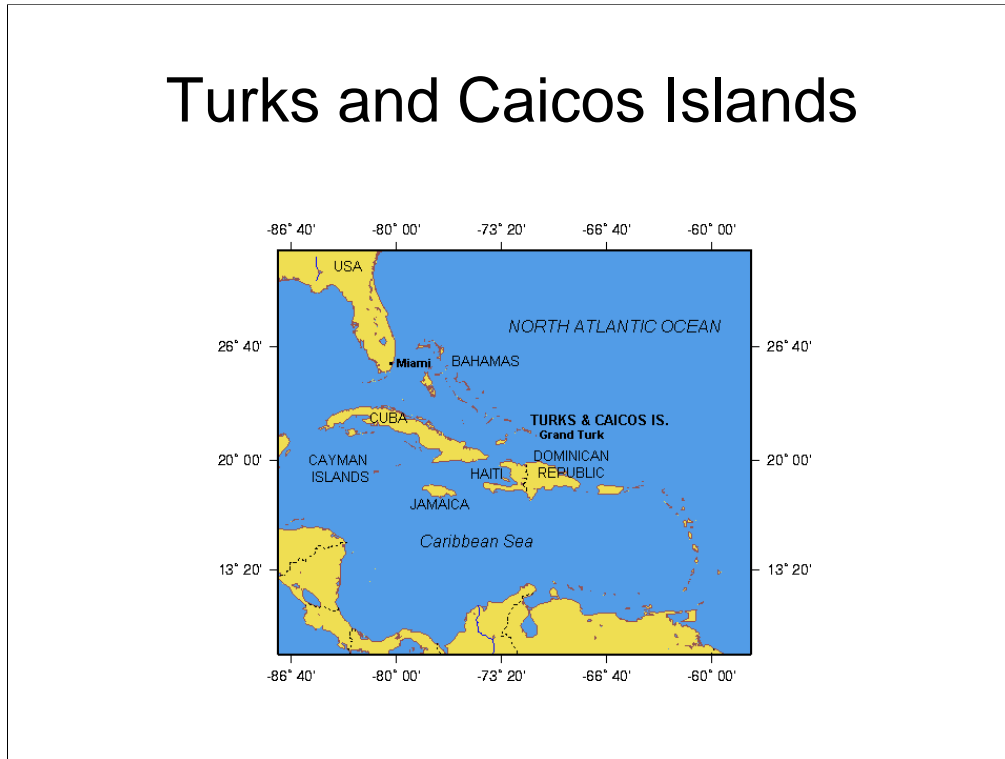 Turks and Caicos Islands
-86° 40' -80° 00' -73° 20' -66° 40' -60° 00'
USA
NORTH ATLANTIC OCEAN
26° 40' 26° 40'
Miami BAHAMAS
CUBA TURKS & CAICOS IS.
Grand Turk
DOMINICAN
20° 00' CAYMAN 20° 00'
ISLANDS HAITI REPUBLIC
JAMAICA
Caribbean Sea
13° 20' 13° 20'
-86° 40' -80° 00' -73° 20' -66° 40' -60° 00'